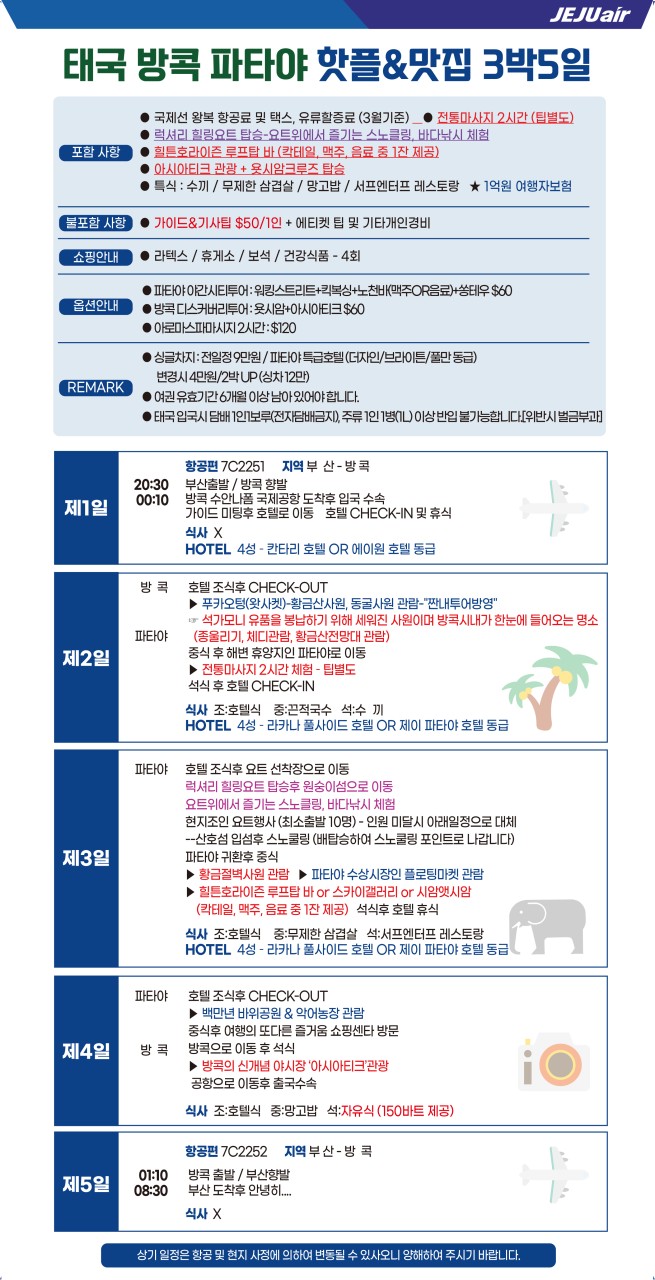 JEJUair
태국 방콕 파타야 핫플&맛집 3박5일
포함 사항
● 국제선 왕복 항공료 및 택스, 유류할증료 (3월기준) ● 전통마사지 2시간 (팁별도)
● 럭셔리 힐링요트 탑승-요트위에서 즐기는 스노클링, 바다낚시 체험
● 힐튼호라이즌 루프탑 바 (칵테일, 맥주, 음료 중 1잔 제공)
● 아시아티크 관광 + 욧시암크루즈 탑승
● 특식 : 수끼 / 무제한 삼겹살 / 망고밥 / 서프엔터프 레스토랑 ★ 1억원 여행자보험
불포함 사항 ● 가이드&기사팁 $50/1인 + 에티켓 팁 및 기타개인경비
쇼핑안내 ● 라텍스 / 휴게소 / 보석 / 건강식품 - 4회
옵션안내
● 파타야 야간시티투어 : 워킹스트리트+킥복싱+노천바(맥주OR음료)+쏭테우 $60
● 방콕 디스커버리투어 : 욧시암+아시아티크 $60
● 아로마스파마시지 2시간 : $120
REMARK
● 싱글차지 : 전일정 9만원 / 파타야 특급호텔 (더자인/브라이튼/풀만 동급)
변경시 4만원/2박 UP (싱차 12만)
● 여권 유효기간 6개월 이상 남아 있어야 합니다.
● 태국 입국시 담배 1인1보루(전자담배금지), 주류 1인 1병(1L) 이상 반입 불가능합니다.[위반시 벌금부과]
제1일
항공편 7C2251 지역 부 산 - 방 콕
20:30 부산출발 / 방콕 향발
00:10 방콕 수안나폼 국제공항 도착후 입국 수속
가이드 미팅후 호텔로 이동 호텔 CHECK-IN 및 휴식
식사 X
HOTEL 4성 - 칸타리 호텔 OR 에이원 호텔 동급
제2일
방 콕 호텔 조식후 CHECK-OUT
▶ 푸카오텅(왓사켓)-황금산사원, 동굴사원 관람-"짠내투어방영"
☞ 석가모니 유품을 봉납하기 위해 세워진 사원이며 방콕시내가 한눈에 들어오는 명소
파타야 (종울리기, 체디관람, 황금산전망대 관람)
중식 후 해변 휴양지인 파타야로 이동
▶ 전통마사지 2시간 체험 - 팁별도
석식 후 호텔 CHECK-IN
식사 조:호텔식 중:끈적국수 석:수 끼
HOTEL 4성 - 라카나 풀사이드 호텔 OR 제이 파타야 호텔 동급
제3일
파타야 호텔 조식후 요트 선착장으로 이동
럭셔리 힐링요트 탑승후 원숭이섬으로 이동
요트위에서 즐기는 스노클링, 바다낚시 체험
현지조인 요트행사 (최소출발 10명) - 인원 미달시 아래일정으로 대체
--산호섬 입섬후 스노쿨링 (배탑승하여 스노쿨링 포인트로 나갑니다)
파타야 귀환후 중식
▶ 황금절벽사원 관람 ▶ 파타야 수상시장인 플로팅마켓 관람
▶ 힐튼호라이즌 루프탑 바 or 스카이갤러리 or 시암앳시암
(칵테일, 맥주, 음료 중 1잔 제공) 석식후 호텔 휴식
식사 조:호텔식 중:무제한 삼겹살 석:서프엔터프 레스토랑
HOTEL 4성 - 라카나 풀사이드 호텔 OR 제이 파타야 호텔 동급
제4일
파타야 호텔 조식후 CHECK-OUT
▶ 백만년 바위공원 & 악어농장 관람
중식후 여행의 또다른 즐거움 쇼핑센타 방문
방 콕 방콕으로 이동 후 석식
▶ 방콕의 신개념 야시장 '아시아티크'관광
공항으로 이동후 출국수속
식사 조:호텔식 중:망고밥 석:자유식 (150바트 제공)
제5일
항공편 7C2252 지역 부 산 - 방 콕
01:10 방콕 출발 / 부산향발
08:30 부산 도착후 안녕히....
식사 X
상기 일정은 항공 및 현지 사정에 의하여 변동될 수 있사오니 양해하여 주시기 바랍니다.